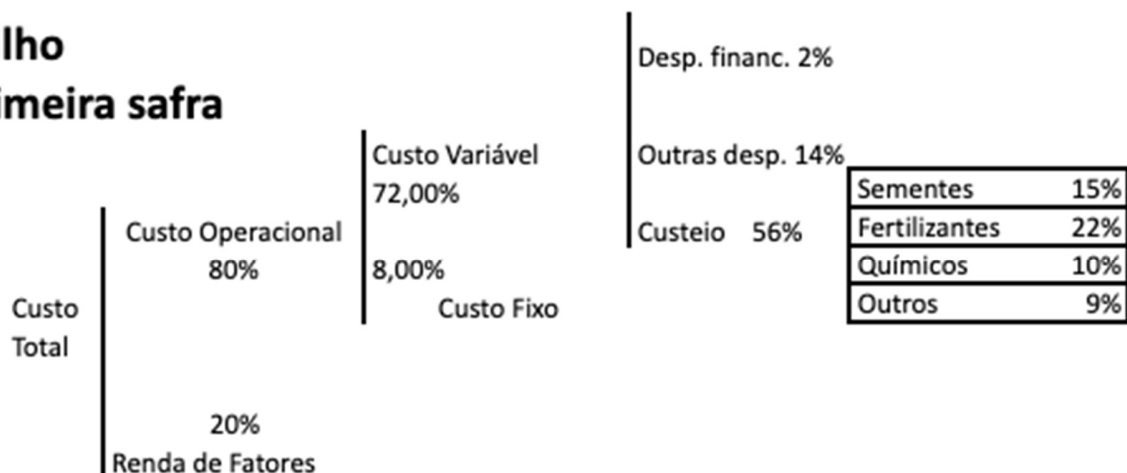 lho
imeira safra
Desp. financ. 2%
Outras desp. 14%
Custeio 56%
Custo Variável
72,00%
8,00%
Custo Fixo
Custo Operacional
80%
Custo
Total
20%
Renda de Fatores
Sementes 15%
Fertilizantes 22%
Químicos 10%
Outros 9%